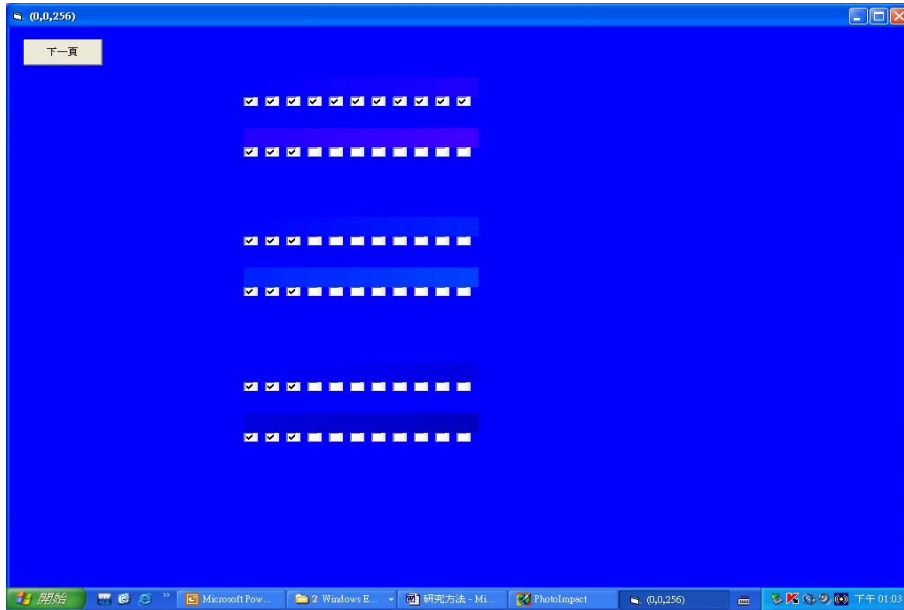 (0,0,256)
下一頁
開始
Microsoft Pow...
2 Windows E...
研究方法 - Mi...
PhotoImpact
(0,0,256)
下午 01:03